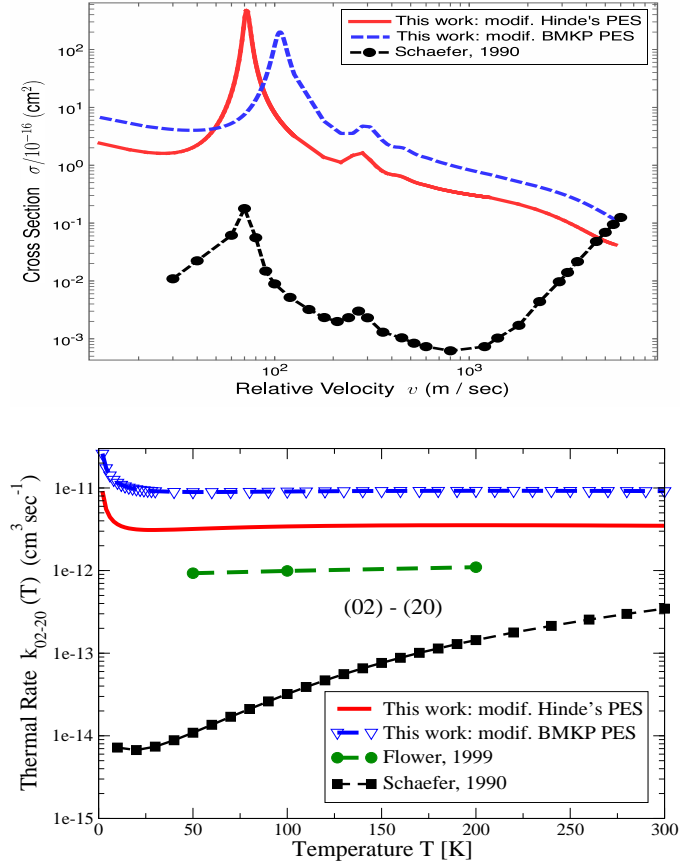 This work: modif. Hinde's PES
This work: modif. BMKP PES
Schaefer, 1990
Cross Section σ/10⁻¹⁶ (cm²)
10²
10¹
10⁰
10⁻¹
10⁻²
10⁻³
10² 10³
Relative Velocity v (m / sec)
Thermal Rate k₀₂₋₂₀ (T) (cm³ sec⁻¹)
1e-11
1e-12
1e-13
1e-14
1e-15
(02) - (20)
This work: modif. Hinde's PES
This work: modif. BMKP PES
Flower, 1999
Schaefer, 1990
0 50 100 150 200 250 300
Temperature T [K]